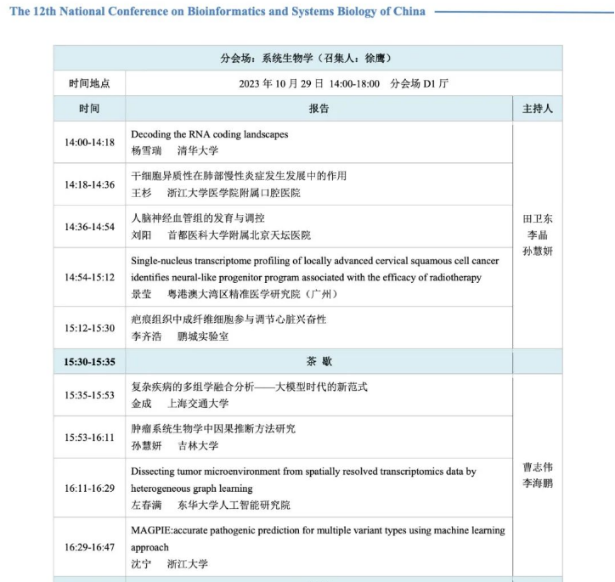 The 12th National Conference on Bioinformatics and Systems Biology of China
分会场：系统生物学（召集人：徐鹰）
时间地点 2023 年 10 月 29 日 14:00-18:00 分会场 D1 厅
时间 报告 主持人
14:00-14:18 Decoding the RNA coding landscapes
杨雪瑞 清华大学
14:18-14:36 干细胞异质性在肺部慢性炎症发生发展中的作用
王杉 浙江大学医学院附属口腔医院
14:36-14:54 人脑神经血管组的发育与调控
刘阳 首都医科大学附属北京天坛医院
田卫东
李晶
孙慧妍
14:54-15:12 Single-nucleus transcriptome profiling of locally advanced cervical squamous cell cancer
identifies neural-like progenitor program associated with the efficacy of radiotherapy
景莹 粤港澳大湾区精准医学研究院（广州）
15:12-15:30 疤痕组织中成纤维细胞参与调节心脏兴奋性
李齐浩 鹏城实验室
15:30-15:35 茶 歇
15:35-15:53 复杂疾病的多组学融合分析——大模型时代的新范式
金成 上海交通大学
15:53-16:11 肿瘤系统生物学中因果推断方法研究
孙慧妍 吉林大学
16:11-16:29 Dissecting tumor microenvironment from spatially resolved transcriptomics data by
heterogeneous graph learning
左春满 东华大学人工智能研究院
曹志伟
李海鹏
16:29-16:47 MAGPIE:accurate pathogenic prediction for multiple variant types using machine learning
approach
沈宁 浙江大学